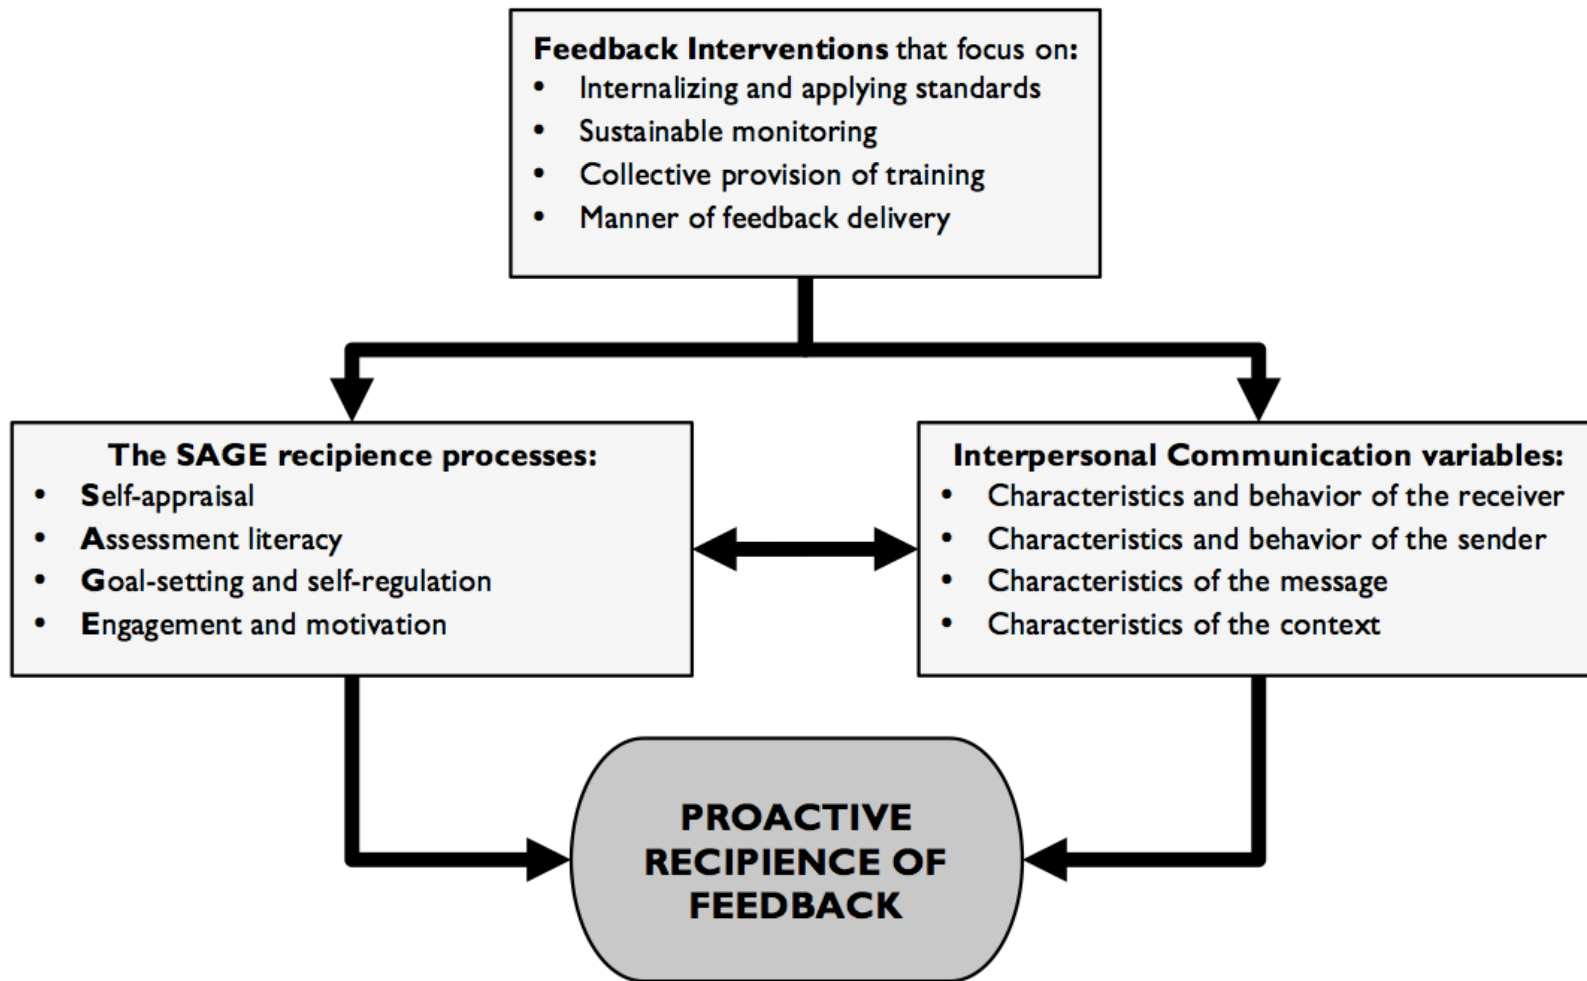 Feedback Interventions that focus on:
• Internalizing and applying standards
• Sustainable monitoring
• Collective provision of training
• Manner of feedback delivery
The SAGE recipience processes:
• Self-appraisal
• Assessment literacy
• Goal-setting and self-regulation
• Engagement and motivation
Interpersonal Communication variables:
• Characteristics and behavior of the receiver
• Characteristics and behavior of the sender
• Characteristics of the message
• Characteristics of the context
PROACTIVE
RECIPIENCE OF
FEEDBACK